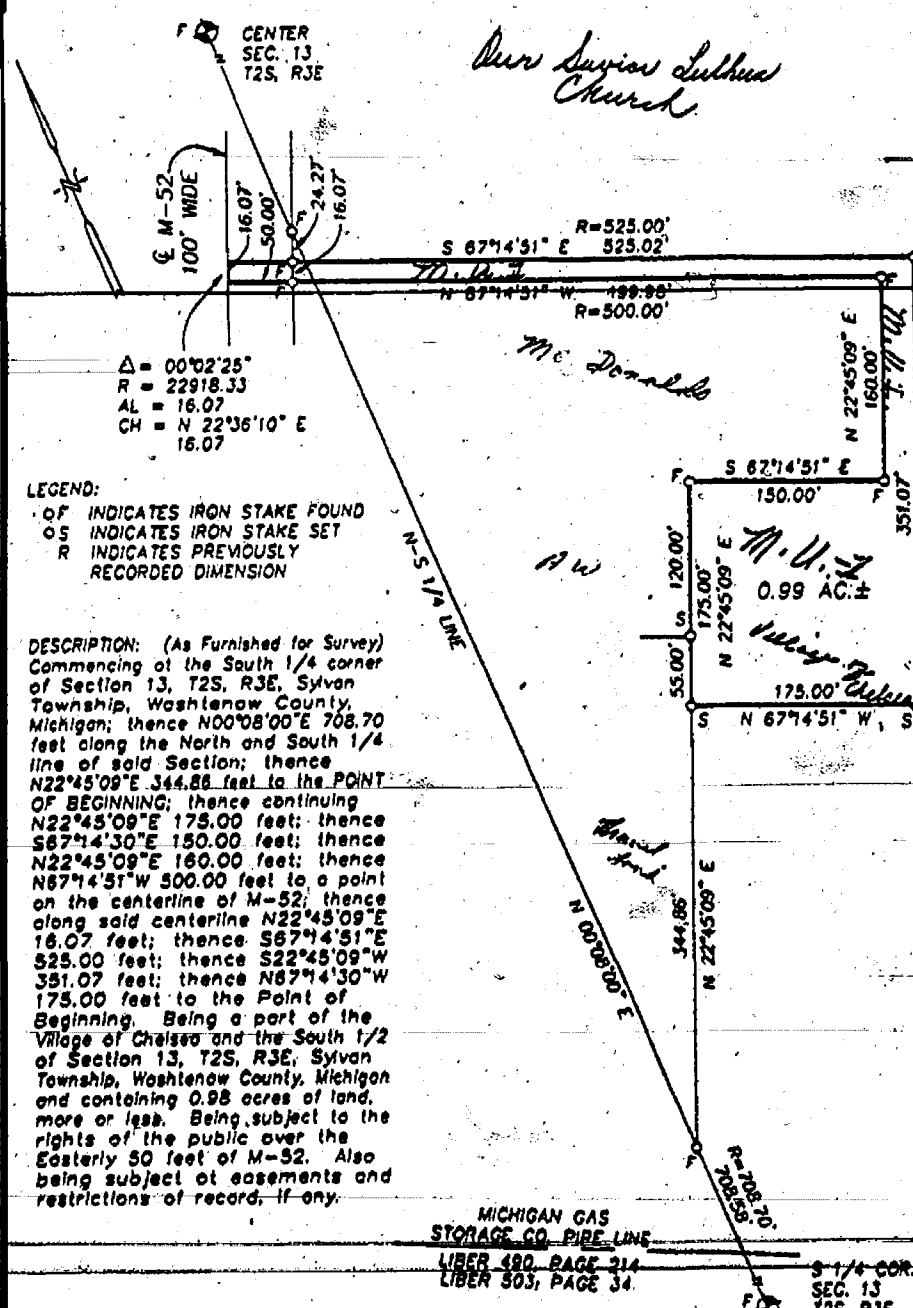 F CENTER
SEC. 13
T2S, R3E
Our Savior Luthua
Church
℄ M-52
100' WIDE
16.07'
50.00'
24.27'
16.07'
R=525.00'
S 67°14'51" E 525.02'
N 67°14'51" W 499.98'
R=500.00'
F
F
Mc Donalds
N 22°45'09" E
160.00'
Δ = 00°02'25"
R = 22918.33
AL = 16.07
CH = N 22°36'10" E
16.07
F S 67°14'51" E
150.00' F
351.07'
LEGEND:
OF INDICATES IRON STAKE FOUND
OS INDICATES IRON STAKE SET
R INDICATES PREVIOUSLY
RECORDED DIMENSION
N-S 1/4 LINE
A W
120.00'
175.00'
N 22°45'09" E
M.U.
0.99 AC.±
S
55.00'
Village of
Chelsea
175.00'
S N 67°14'51" W, S
DESCRIPTION: (As Furnished for Survey)
Commencing at the South 1/4 corner
of Section 13, T2S, R3E, Sylvan
Township, Washtenaw County,
Michigan; thence N00°08'00"E 708.70
feet along the North and South 1/4
line of said Section; thence
N22°45'09"E 344.86 feet to the POINT
OF BEGINNING; thence continuing
N22°45'09"E 175.00 feet; thence
S67°14'30"E 150.00 feet; thence
N22°45'09"E 160.00 feet; thence
N67°14'51"W 500.00 feet to a point
on the centerline of M-52; thence
along said centerline N22°45'09"E
16.07 feet; thence S67°14'51"E
525.00 feet; thence S22°45'09"W
351.07 feet; thence N67°14'30"W
175.00 feet to the Point of
Beginning. Being a part of the
Village of Chelsea and the South 1/2
of Section 13, T2S, R3E, Sylvan
Township, Washtenaw County, Michigan
and containing 0.98 acres of land,
more or less. Being subject to the
rights of the public over the
Easterly 50 feet of M-52. Also
being subject ot easements and
restrictions of record, if any.
344.86'
N 22°45'09" E
N 00°08'00" E
F
R=708.70'
708.58'
MICHIGAN GAS
STORAGE CO. PIPE LINE
LIBER 490, PAGE 214
LIBER 503, PAGE 34
F
S 1/4 COR.
SEC. 13
T2S, R3E